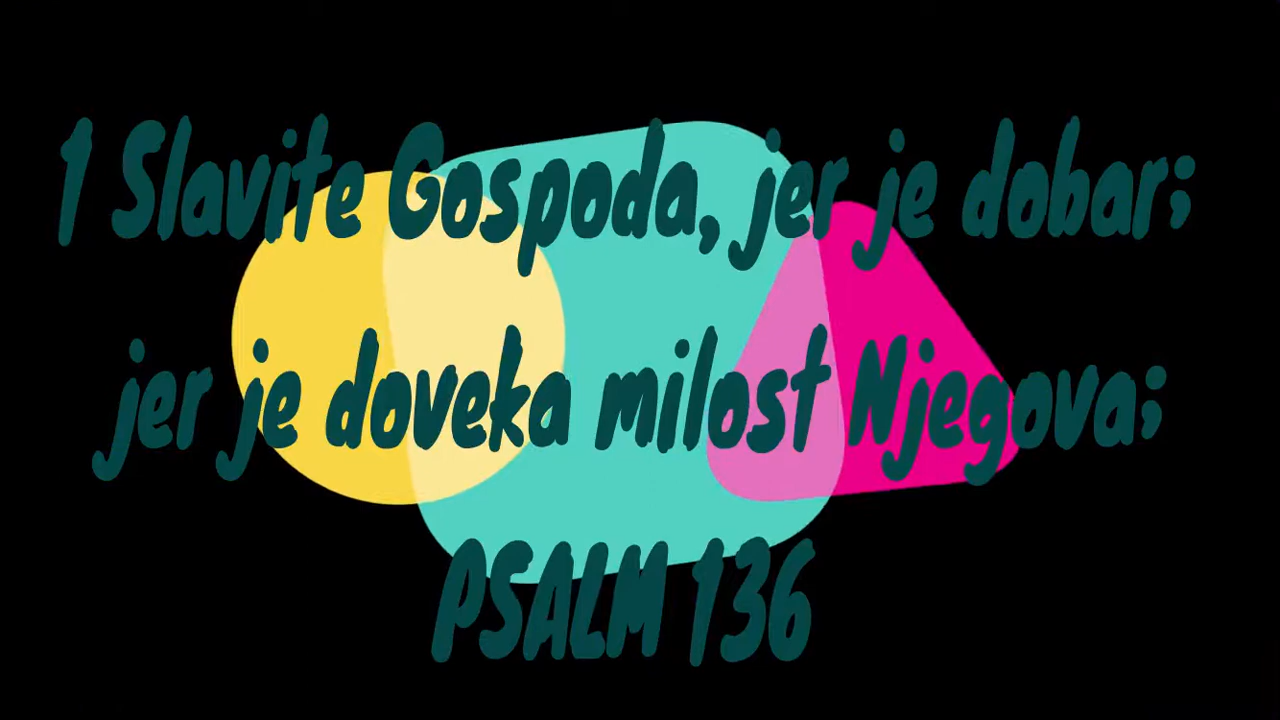 1 Slavite Gospoda, jer je dobar;
jer je doveka milost Njegova;
PSALM 136